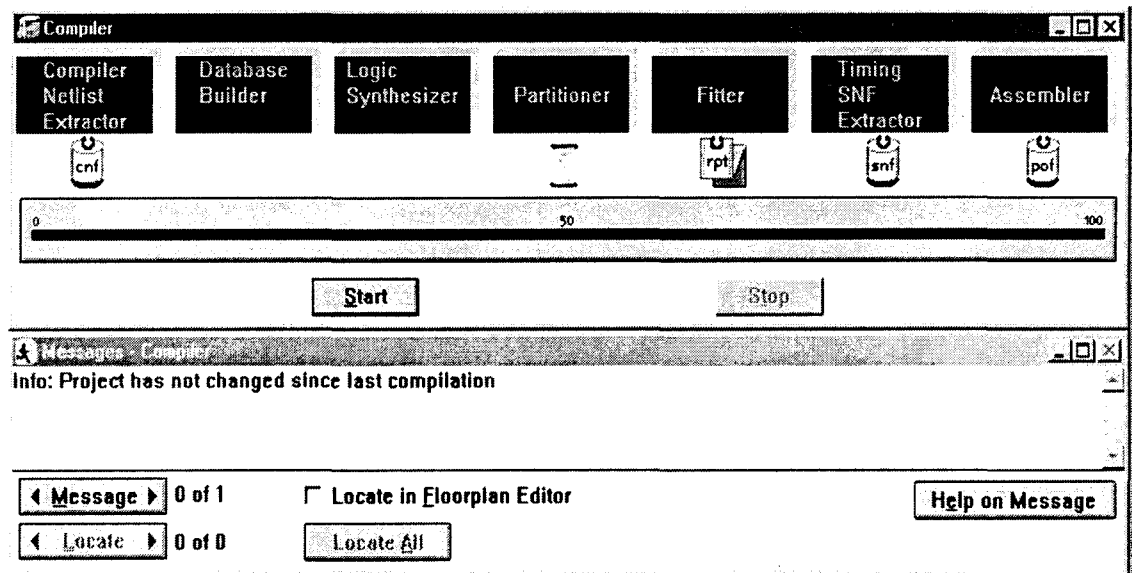 Compiler
Compiler Netlist Extractor
Database Builder
Logic Synthesizer
Partitioner
Fitter
Timing SNF Extractor
Assembler
cnf
rpt
snf
pof
0 50 100
Start Stop
Messages - Compiler
Info: Project has not changed since last compilation
Message 0 of 1 Locate in Floorplan Editor Help on Message
Locate 0 of 0 Locate All